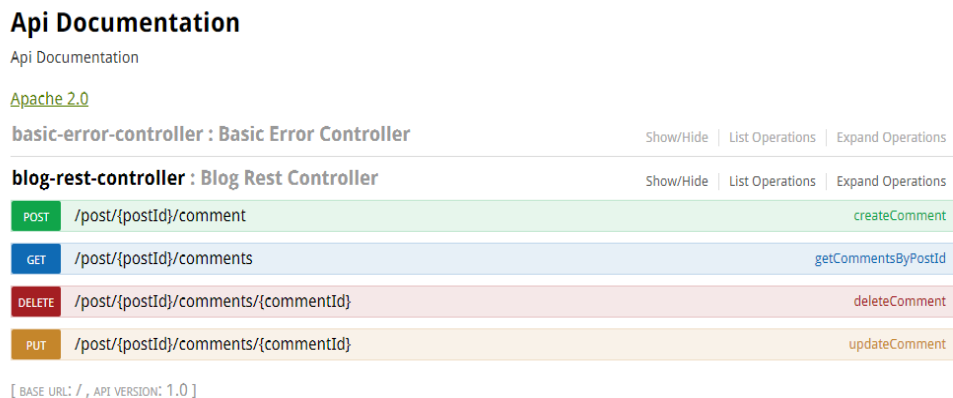 Api Documentation
Api Documentation
Apache 2.0
basic-error-controller : Basic Error Controller Show/Hide List Operations Expand Operations
blog-rest-controller : Blog Rest Controller Show/Hide List Operations Expand Operations
POST /post/{postId}/comment createComment
GET /post/{postId}/comments getCommentsByPostId
DELETE /post/{postId}/comments/{commentId} deleteComment
PUT /post/{postId}/comments/{commentId} updateComment
[ BASE URL: / , API VERSION: 1.0 ]